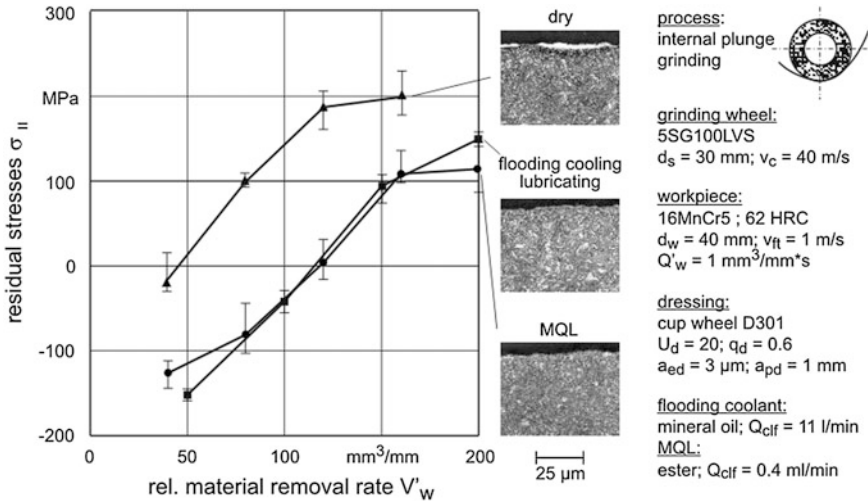 300
MPa
100
0
-100
-200
residual stresses σ II
0
50
100
mm³/mm
200
rel. material removal rate V'w
dry
flooding cooling
lubricating
MQL
25 µm
process:
internal plunge
grinding
grinding wheel:
5SG100LVS
ds = 30 mm; vc = 40 m/s
workpiece:
16MnCr5 ; 62 HRC
dw = 40 mm; vft = 1 m/s
Q'w = 1 mm³/mm*s
dressing:
cup wheel D301
Ud = 20; qd = 0.6
aed = 3 µm; apd = 1 mm
flooding coolant:
mineral oil; Qclf = 11 l/min
MQL:
ester; Qclf = 0.4 ml/min